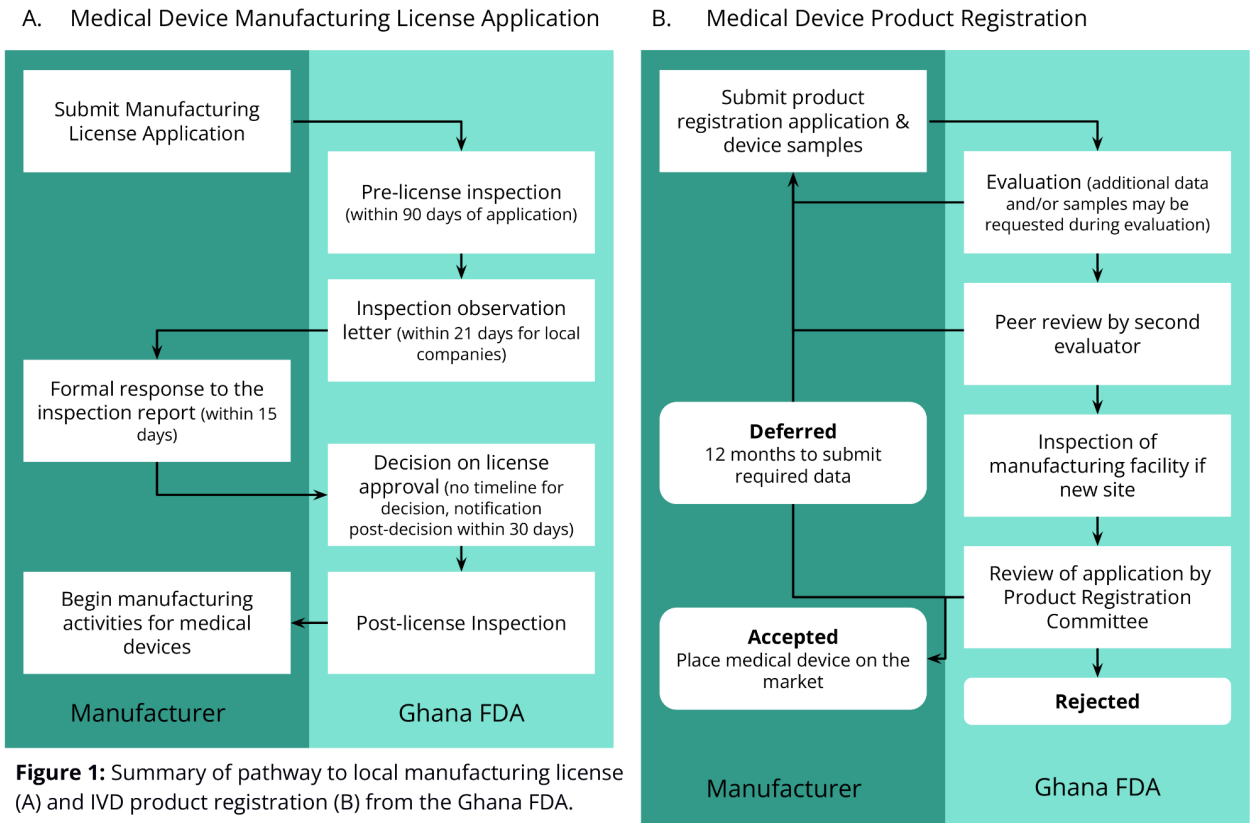 A. Medical Device Manufacturing License Application
Submit Manufacturing
License Application
Pre-license inspection
(within 90 days of application)
Inspection observation
letter (within 21 days for local
companies)
Formal response to the
inspection report (within 15
days)
Decision on license
approval (no timeline for
decision, notification
post-decision within 30 days)
Begin manufacturing
activities for medical
devices
Post-license Inspection
Manufacturer
Ghana FDA
Figure 1: Summary of pathway to local manufacturing license
(A) and IVD product registration (B) from the Ghana FDA.
B. Medical Device Product Registration
Submit product
registration application &
device samples
Evaluation (additional data
and/or samples may be
requested during evaluation)
Peer review by second
evaluator
Deferred
12 months to submit
required data
Inspection of
manufacturing facility if
new site
Review of application by
Product Registration
Committee
Accepted
Place medical device on the
market
Rejected
Manufacturer
Ghana FDA